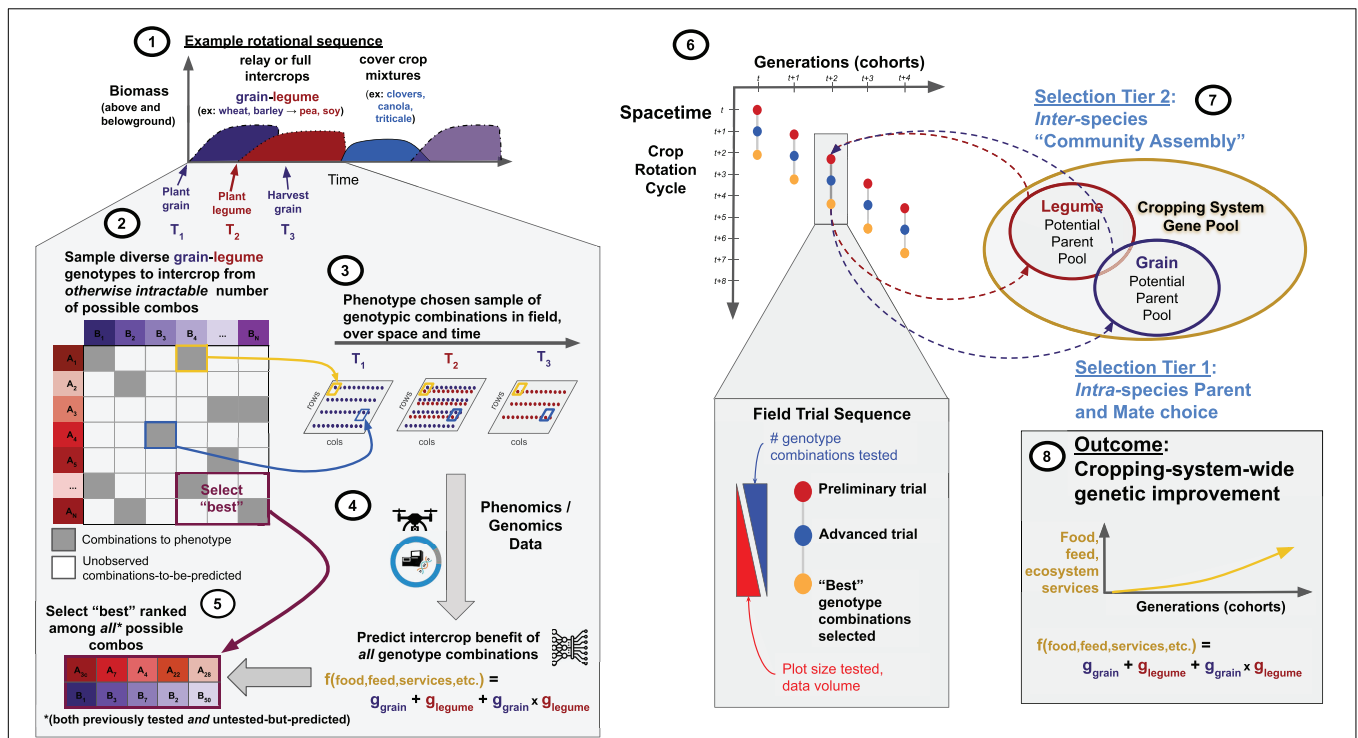 1
Example rotational sequence
relay or full
intercrops
grain-legume
(ex: wheat, barley → pea, soy)
cover crop
mixtures
(ex: clovers,
canola,
triticale)
Biomass
(above and
belowground)
Time
Plant
grain
Plant
legume
Harvest
grain
T1
T2
T3
2
Sample diverse grain-legume
genotypes to intercrop from
otherwise intractable number
of possible combos
B1 B2 B3 B4 ... BN
A1
A2
A3
A4
A5
...
AN
Select
“best”
Combinations to phenotype
Unobserved
combinations-to-be-predicted
3
Phenotype chosen sample of
genotypic combinations in field,
over space and time
T1 T2 T3
rows
cols
rows
cols
rows
cols
4
Phenomics /
Genomics
Data
Predict intercrop benefit of
all genotype combinations
f(food,feed,services,etc.) =
ggrain + glegume + ggrain x glegume
5
Select “best” ranked
among all* possible
combos
A36 A7 A4 A22 A28
B1 B3 B7 B2 B50
*(both previously tested and untested-but-predicted)
6
Generations (cohorts)
t t+1 t+2 t+3 t+4
Spacetime
Crop
Rotation
Cycle
t
t+1
t+2
t+3
t+4
t+5
t+6
t+7
t+8
Field Trial Sequence
# genotype
combinations tested
Preliminary trial
Advanced trial
“Best”
genotype
combinations
selected
Plot size tested,
data volume
7
Selection Tier 2:
Inter-species
“Community Assembly”
Legume
Potential
Parent
Pool
Cropping System
Gene Pool
Grain
Potential
Parent
Pool
Selection Tier 1:
Intra-species Parent
and Mate choice
8
Outcome:
Cropping-system-wide
genetic improvement
Food,
feed,
ecosystem
services
Generations (cohorts)
f(food,feed,services,etc.) =
ggrain + glegume + ggrain x glegume